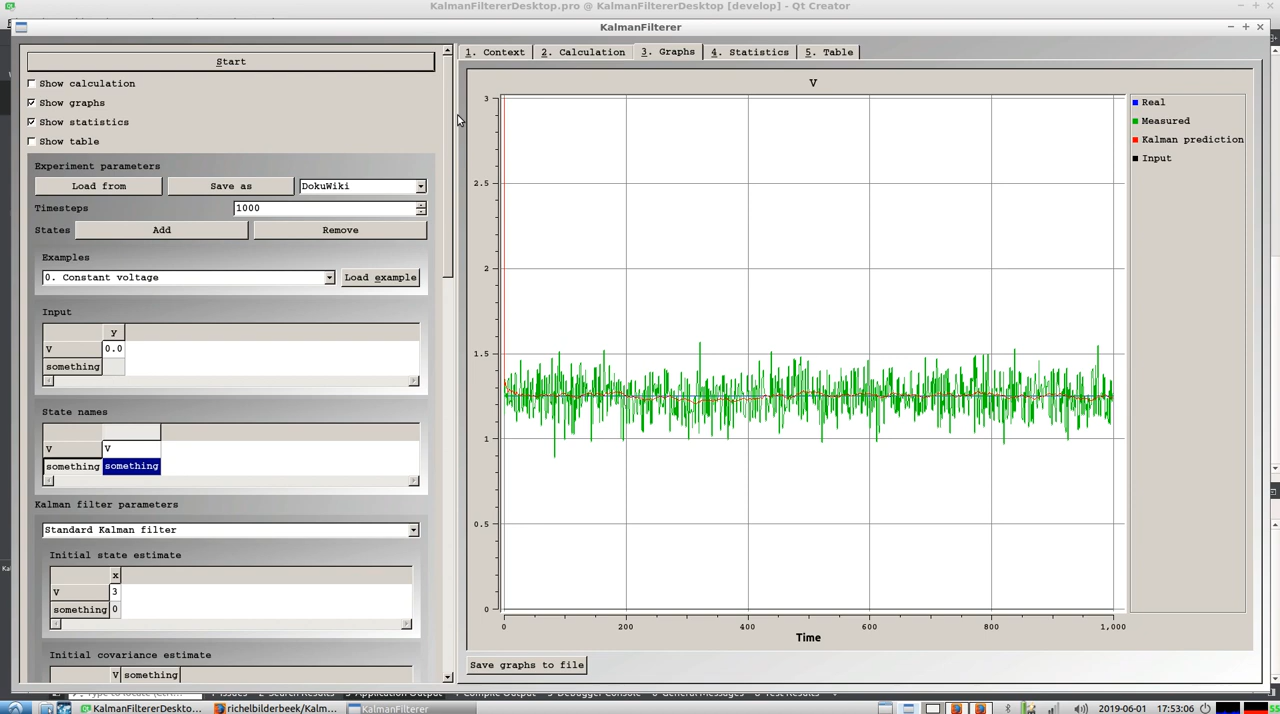 KalmanFiltererDesktop.pro @ KalmanFiltererDesktop [develop] - Qt Creator
KalmanFilterer
Start
Show calculation
Show graphs
Show statistics
Show table
Experiment parameters
Load from
Save as
DokuWiki
Timesteps
1000
States
Add
Remove
Examples
0. Constant voltage
Load example
Input
y
V
0.0
something
State names
V
V
something
something
Kalman filter parameters
Standard Kalman filter
Initial state estimate
x
V
3
something
0
Initial covariance estimate
V
something
1. Context
2. Calculation
3. Graphs
4. Statistics
5. Table
V
3
2.5
2
1.5
1
0.5
0
0
200
400
600
800
1,000
Time
Real
Measured
Kalman prediction
Input
Save graphs to file
KalmanFiltererDeskto...
richelbilderbeek/Kalm...
KalmanFilterer
2019-06-01
17:53:06